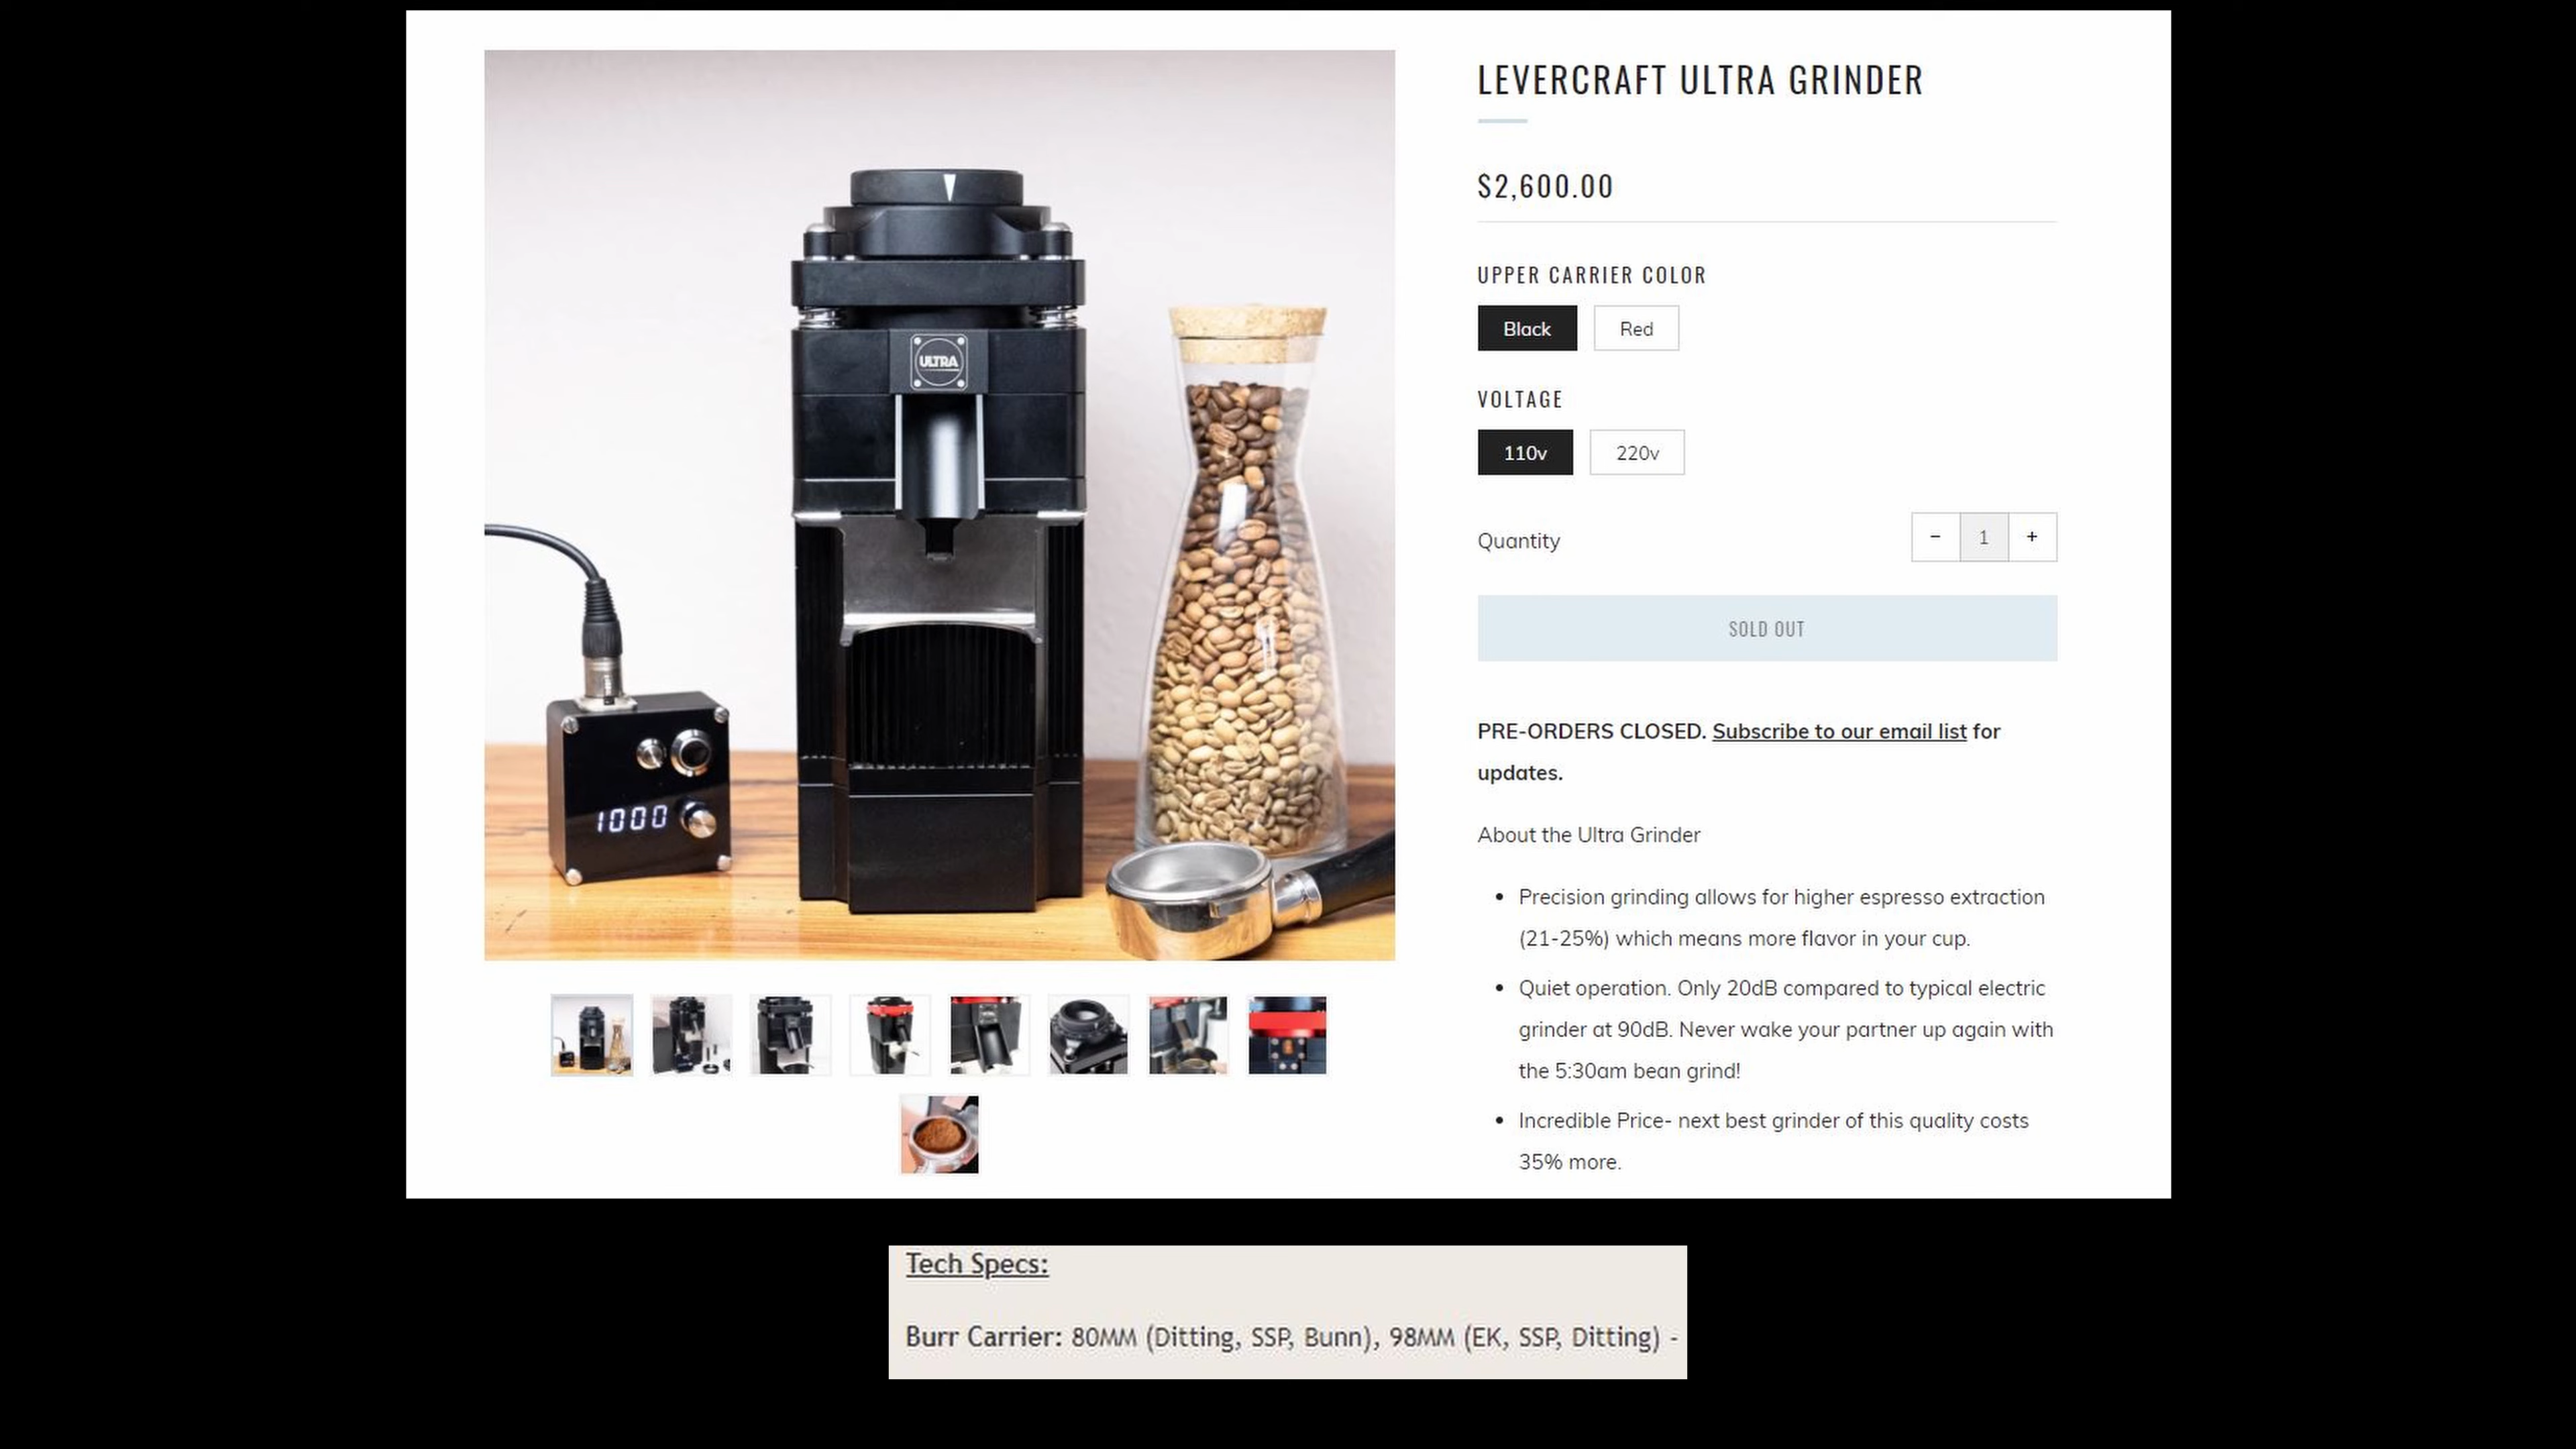 LEVERCRAFT ULTRA GRINDER
$2,600.00
UPPER CARRIER COLOR
Black Red
VOLTAGE
110v 220v
Quantity − 1 +
SOLD OUT
PRE-ORDERS CLOSED. Subscribe to our email list for
updates.
About the Ultra Grinder
• Precision grinding allows for higher espresso extraction
(21-25%) which means more flavor in your cup.
• Quiet operation. Only 20dB compared to typical electric
grinder at 90dB. Never wake your partner up again with
the 5:30am bean grind!
• Incredible Price- next best grinder of this quality costs
35% more.
ULTRA
1000
Tech Specs:
Burr Carrier: 80MM (Ditting, SSP, Bunn), 98MM (EK, SSP, Ditting) -